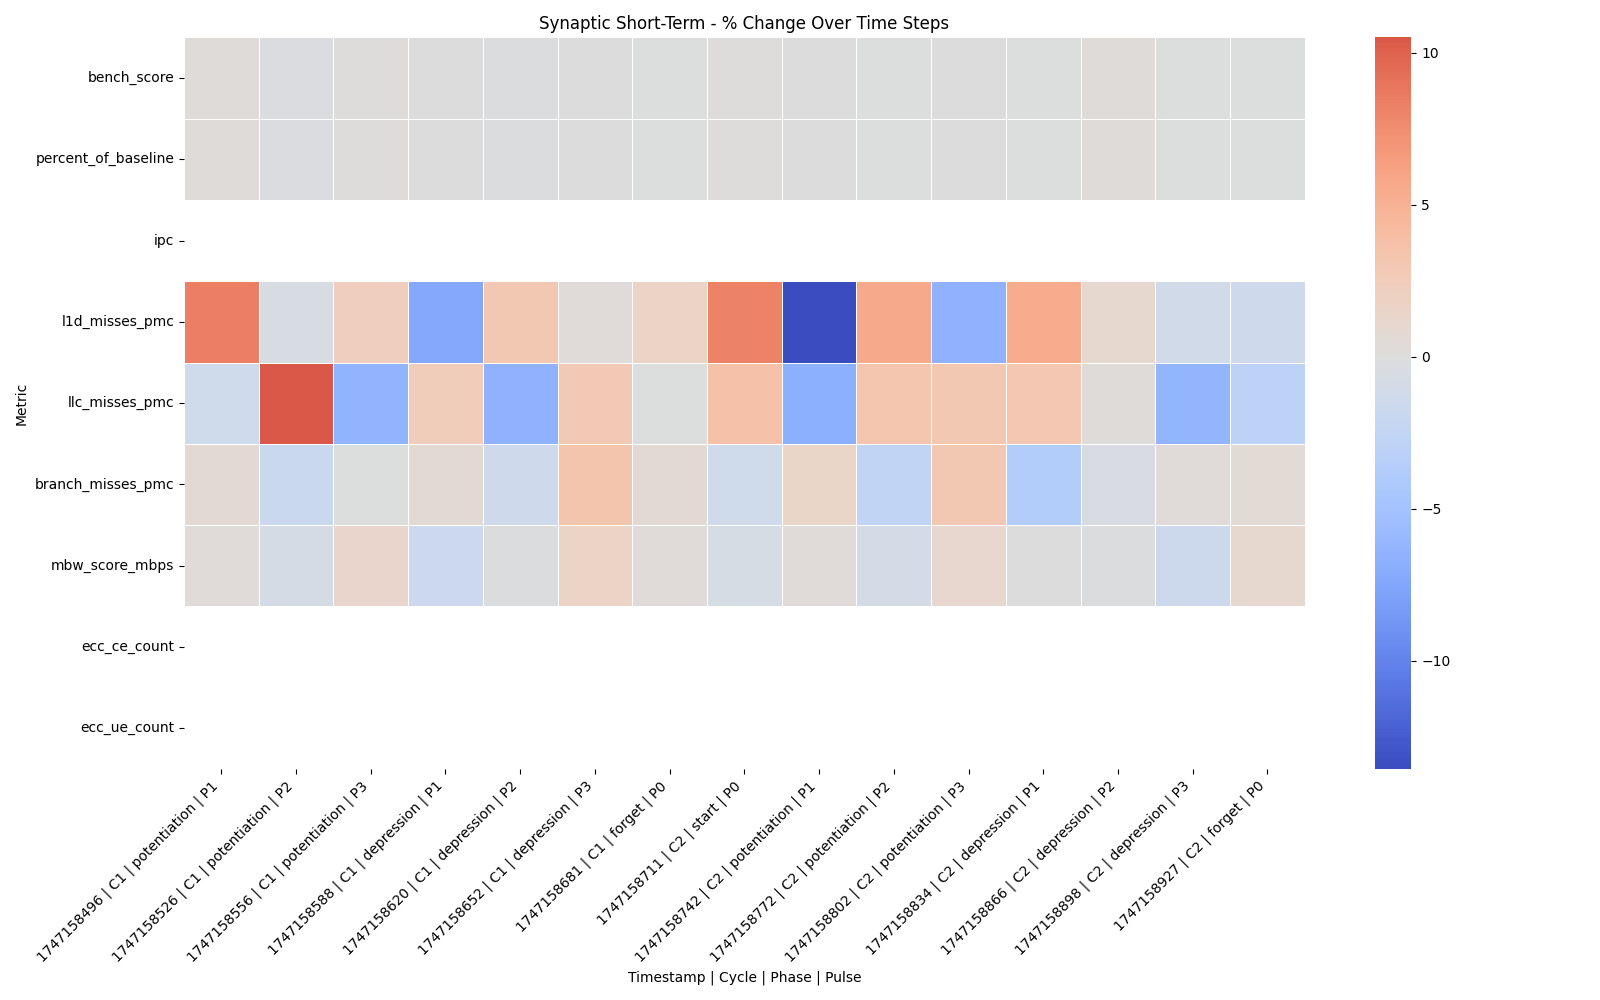 Synaptic Short-Term - % Change Over Time Steps
bench_score
percent_of_baseline
ipc
l1d_misses_pmc
llc_misses_pmc
branch_misses_pmc
mbw_score_mbps
ecc_ce_count
ecc_ue_count
Metric
1747158496 | C1 | potentiation | P1
1747158526 | C1 | potentiation | P2
1747158556 | C1 | potentiation | P3
1747158588 | C1 | depression | P1
1747158620 | C1 | depression | P2
1747158652 | C1 | depression | P3
1747158681 | C1 | forget | P0
1747158711 | C2 | start | P0
1747158742 | C2 | potentiation | P1
1747158772 | C2 | potentiation | P2
1747158802 | C2 | potentiation | P3
1747158834 | C2 | depression | P1
1747158866 | C2 | depression | P2
1747158898 | C2 | depression | P3
1747158927 | C2 | forget | P0
Timestamp | Cycle | Phase | Pulse
10
5
0
−5
−10